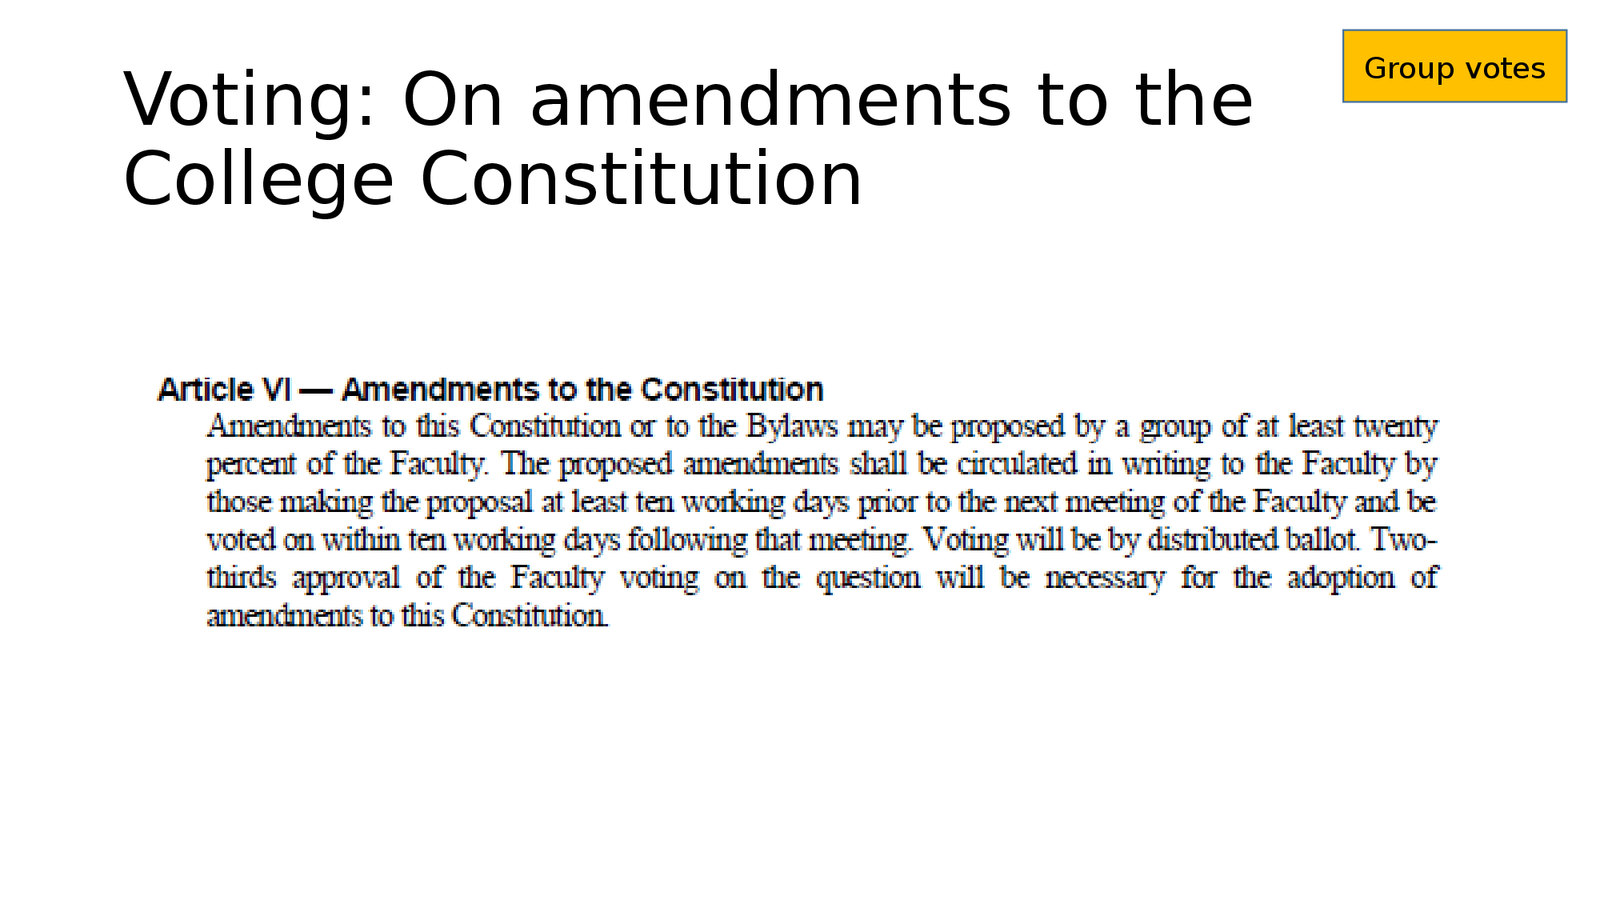 Group votes
Voting: On amendments to the
College Constitution
Article VI — Amendments to the Constitution
Amendments to this Constitution or to the Bylaws may be proposed by a group of at least twenty
percent of the Faculty. The proposed amendments shall be circulated in writing to the Faculty by
those making the proposal at least ten working days prior to the next meeting of the Faculty and be
voted on within ten working days following that meeting. Voting will be by distributed ballot. Two-
thirds approval of the Faculty voting on the question will be necessary for the adoption of
amendments to this Constitution.